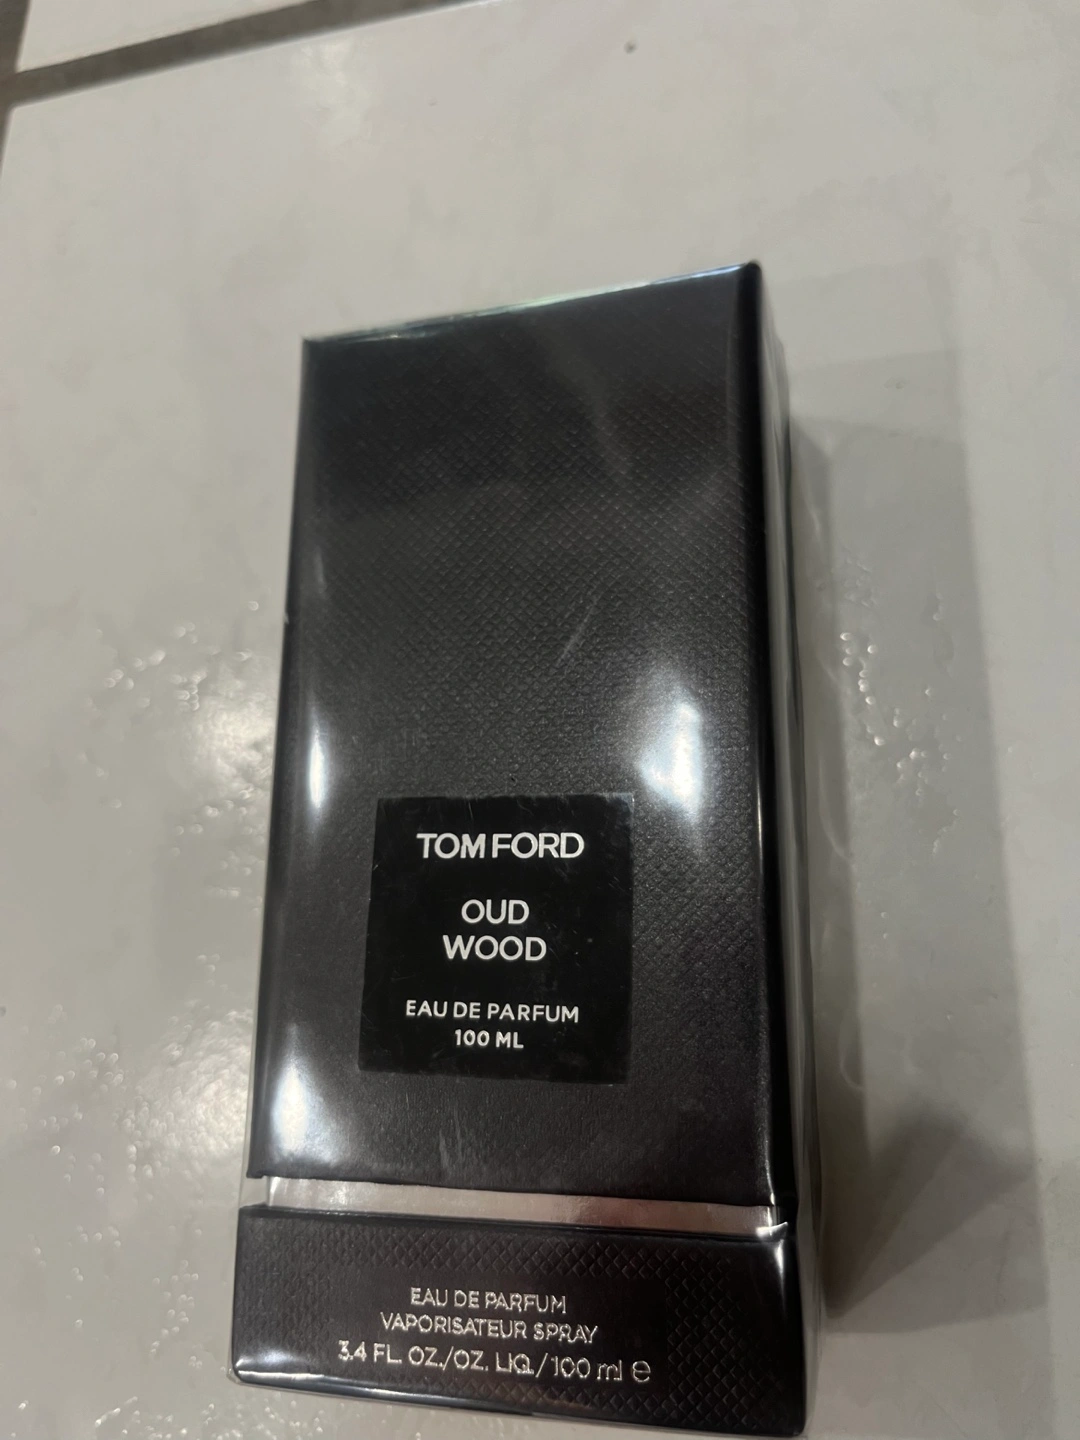 TOM FORD
OUD
WOOD
EAU DE PARFUM
100 ML
EAU DE PARFUM
VAPORISATEUR SPRAY
3.4 FL. OZ./OZ. LIQ./100 ml ℮